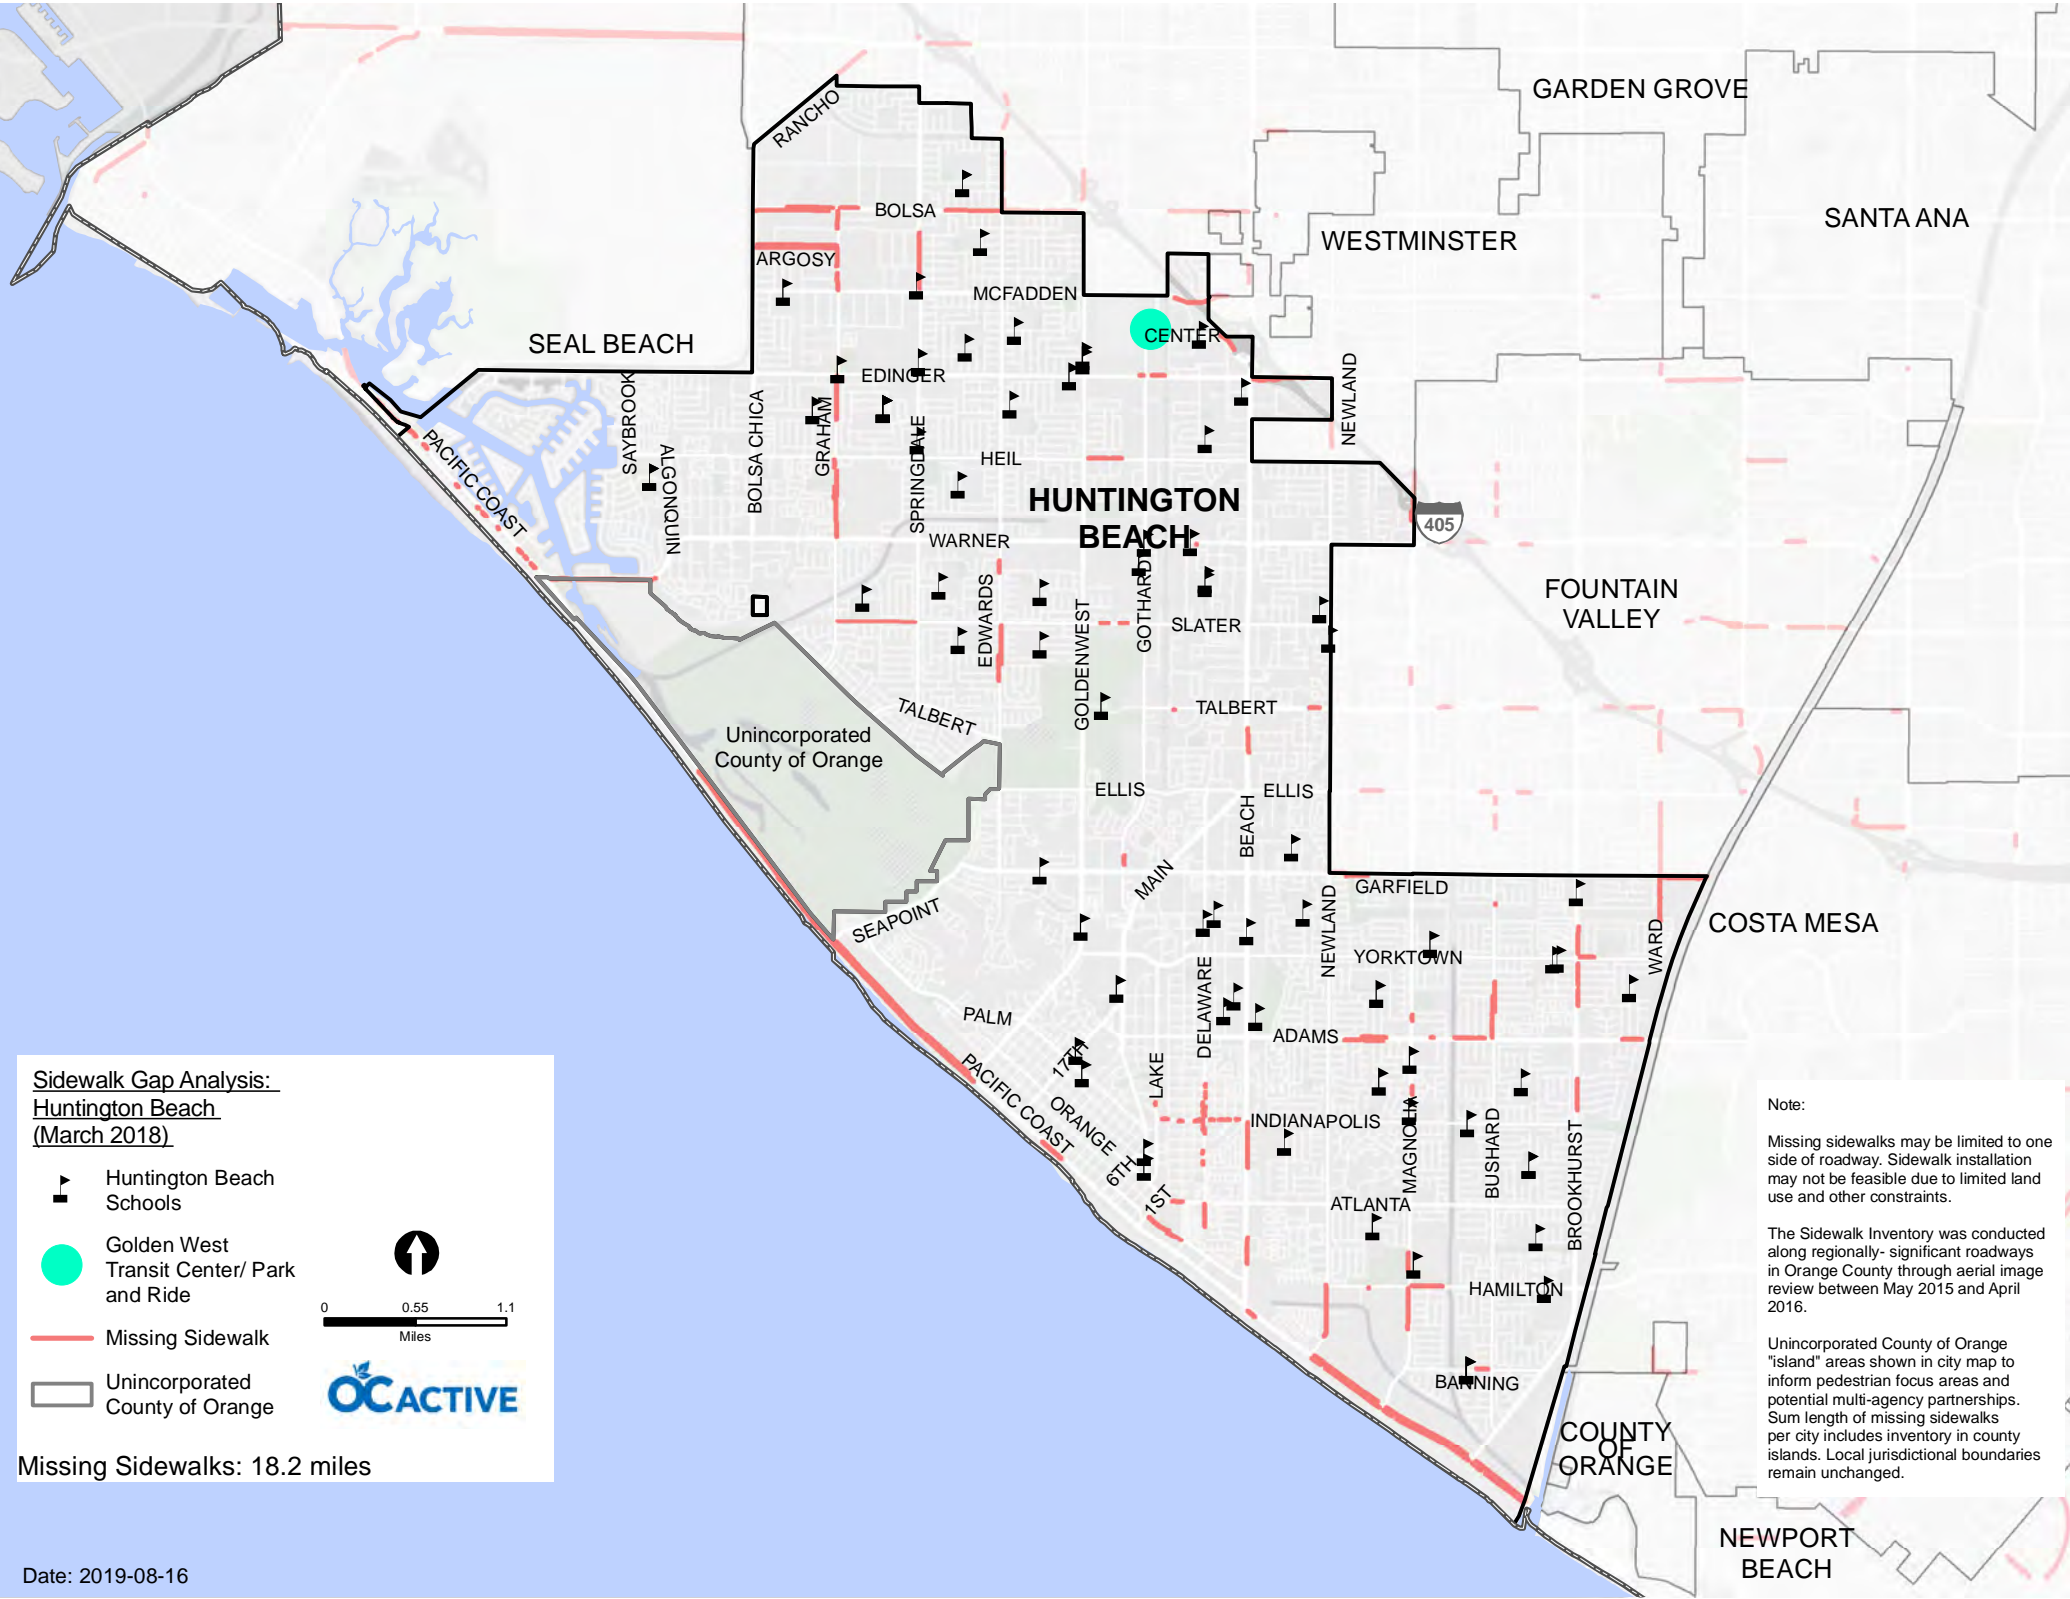 GARDEN GROVE
RANCHO
SANTA ANA
BOLSA
WESTMINSTER
ARGOSY
MCFADDEN
SEAL BEACH
CENTER
EDINGER
NEWLAND
SAYBROOK
BOLSA CHICA
GRAHAM
SPRINGDALE
ALGONQUIN
PACIFIC COAST
HEIL
HUNTINGTON
BEACH
405
WARNER
EDWARDS
GOLDENWEST
GOTHARD
SLATER
FOUNTAIN
VALLEY
TALBERT
TALBERT
Unincorporated
County of Orange
ELLIS
ELLIS
BEACH
MAIN
GARFIELD
SEAPOINT
NEWLAND
YORKTOWN
WARD
COSTA MESA
DELAWARE
PALM
ADAMS
17TH
LAKE
PACIFIC COAST
ORANGE
INDIANAPOLIS
MAGNOLIA
BUSHARD
BROOKHURST
6TH
1ST
ATLANTA
HAMILTON
BANNING
COUNTY
OF
ORANGE
NEWPORT
BEACH
Sidewalk Gap Analysis:
Huntington Beach
(March 2018)
Huntington Beach
Schools
Golden West
Transit Center/ Park
and Ride
0 0.55 1.1
Miles
Missing Sidewalk
Unincorporated
County of Orange
OC ACTIVE
Missing Sidewalks: 18.2 miles
Date: 2019-08-16
Note:
Missing sidewalks may be limited to one
side of roadway. Sidewalk installation
may not be feasible due to limited land
use and other constraints.
The Sidewalk Inventory was conducted
along regionally- significant roadways
in Orange County through aerial image
review between May 2015 and April
2016.
Unincorporated County of Orange
"island" areas shown in city map to
inform pedestrian focus areas and
potential multi-agency partnerships.
Sum length of missing sidewalks
per city includes inventory in county
islands. Local jurisdictional boundaries
remain unchanged.